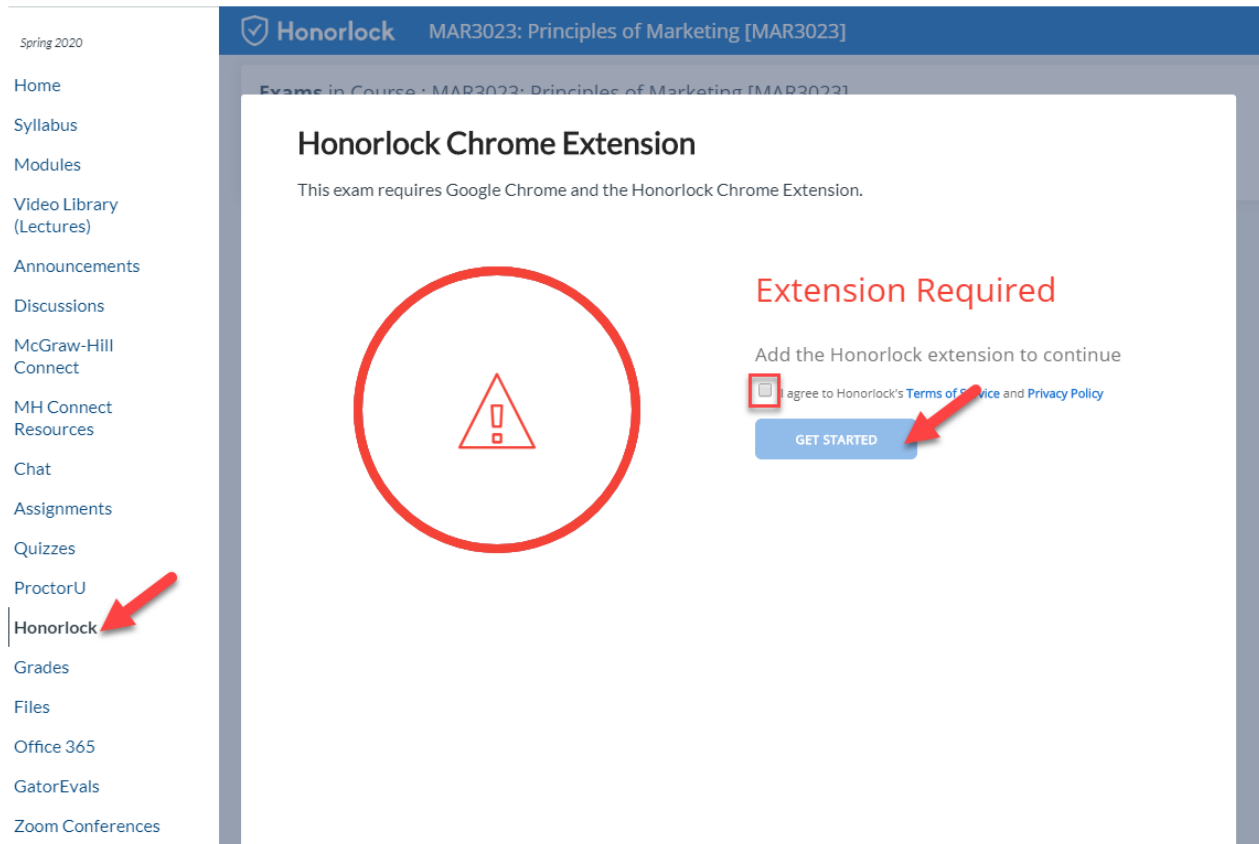 Spring 2020
Home
Syllabus
Modules
Video Library
(Lectures)
Announcements
Discussions
McGraw-Hill
Connect
MH Connect
Resources
Chat
Assignments
Quizzes
ProctorU
Honorlock
Grades
Files
Office 365
GatorEvals
Zoom Conferences
Honorlock MAR3023: Principles of Marketing [MAR3023]
Exams in Course : MAR3023: Principles of Marketing [MAR3023]
Honorlock Chrome Extension
This exam requires Google Chrome and the Honorlock Chrome Extension.
Extension Required
Add the Honorlock extension to continue
I agree to Honorlock's Terms of Service and Privacy Policy
GET STARTED